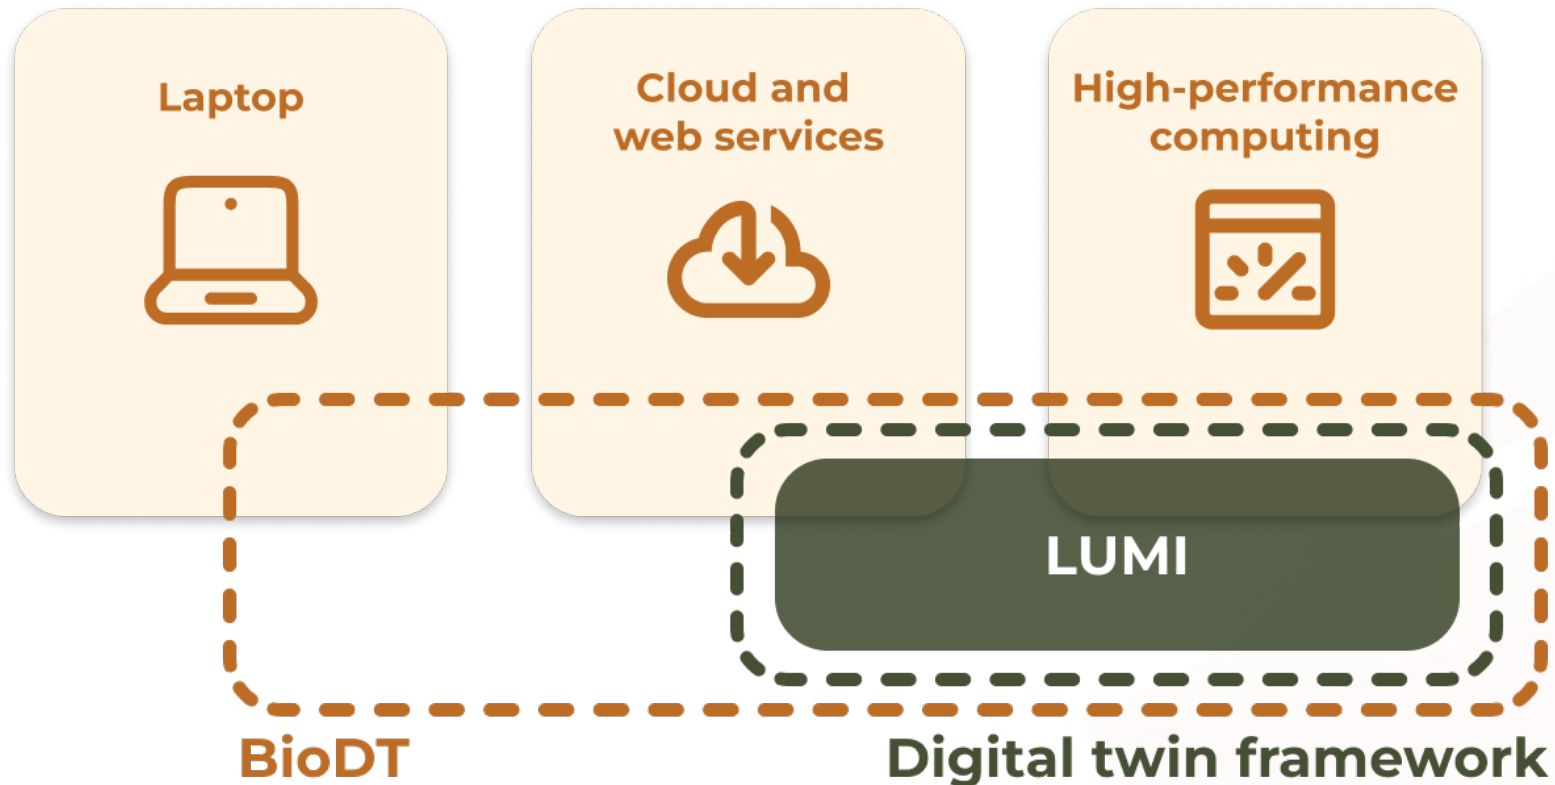 Laptop
Cloud and
web services
High-performance
computing
LUMI
BioDT
Digital twin framework